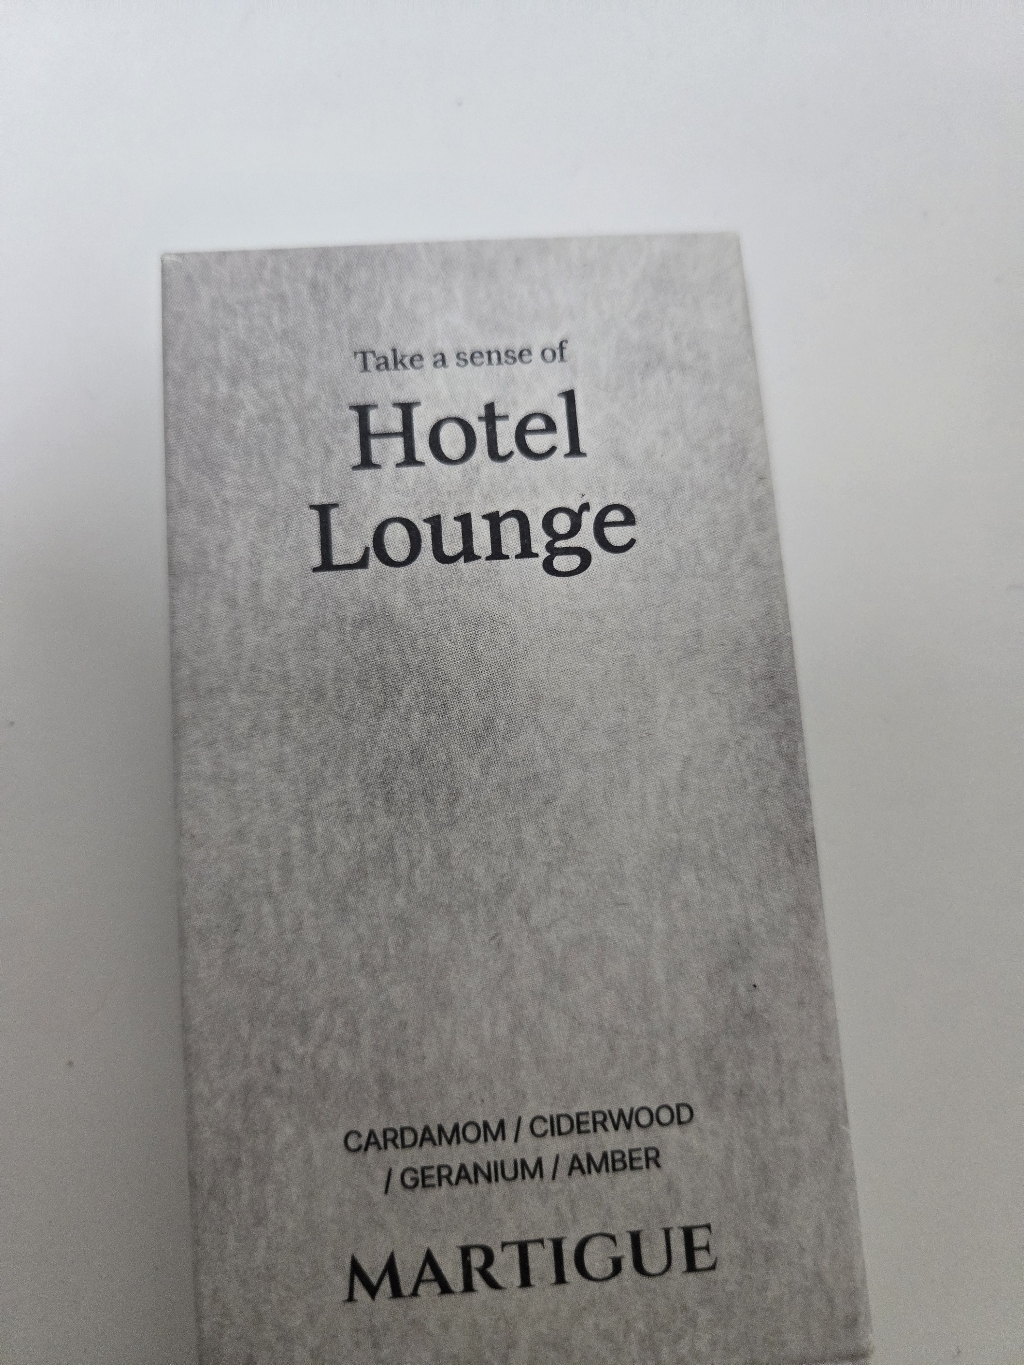 Take a sense of
Hotel
Lounge
CARDAMOM / CIDERWOOD
/ GERANIUM / AMBER
MARTIGUE